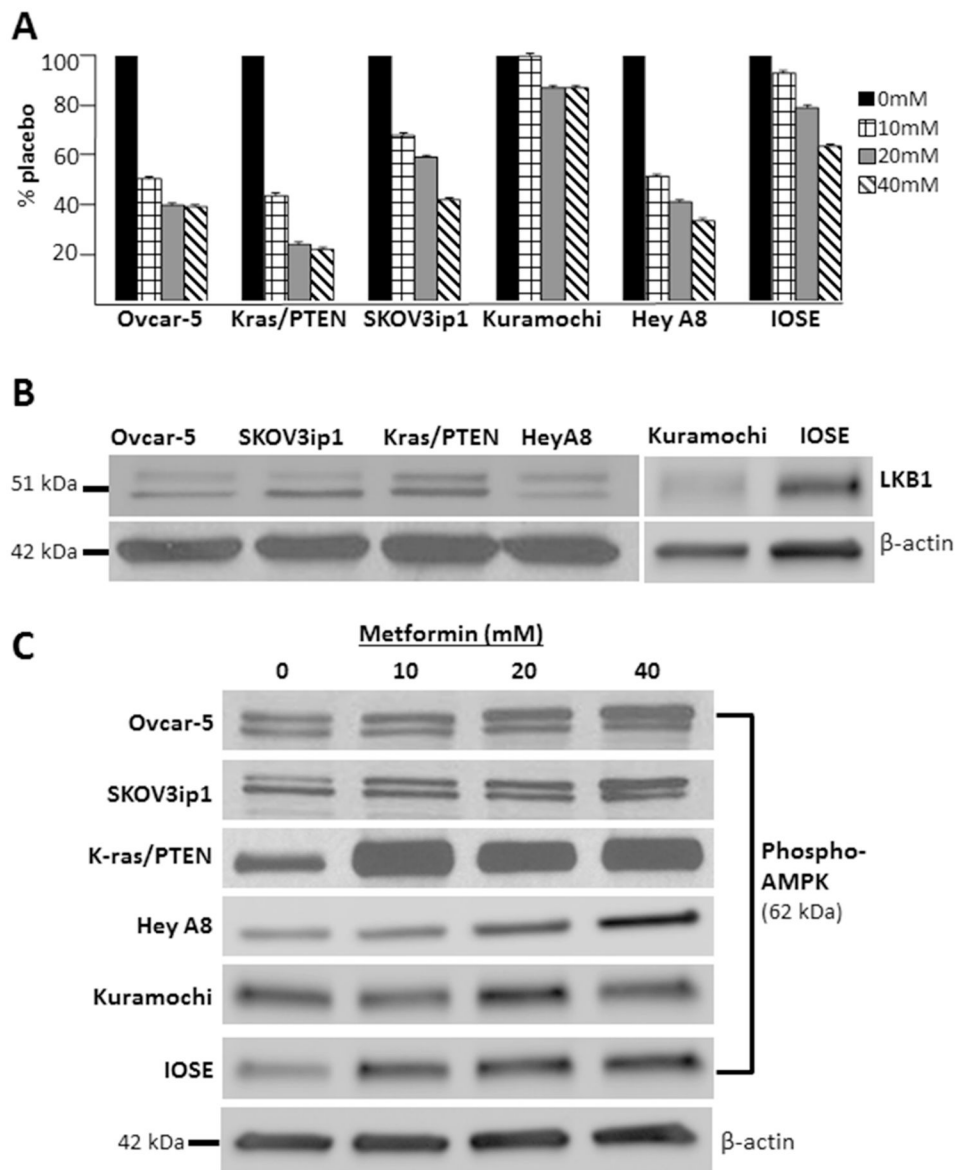 A
% placebo
100
80
60
40
20
0mM
10mM
20mM
40mM
Ovcar-5 Kras/PTEN SKOV3ip1 Kuramochi Hey A8 IOSE
B
Ovcar-5 SKOV3ip1 Kras/PTEN HeyA8 Kuramochi IOSE
51 kDa
LKB1
42 kDa
β-actin
C
Metformin (mM)
0 10 20 40
Ovcar-5
SKOV3ip1
K-ras/PTEN
Hey A8
Kuramochi
IOSE
Phospho-
AMPK
(62 kDa)
42 kDa
β-actin